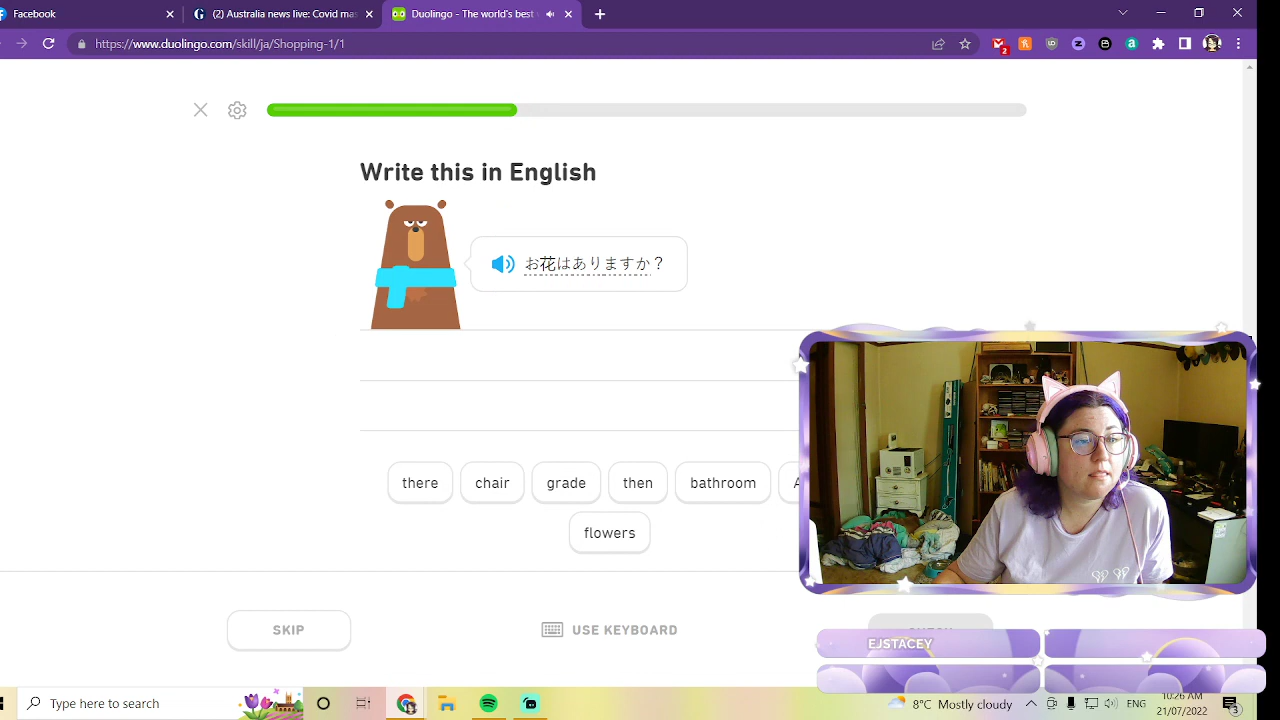 Facebook
(2) Australia news live: Covid mas
Duolingo - The world's best
https://www.duolingo.com/skill/ja/Shopping-1/1
2
Write this in English
お花はありますか？
there
chair
grade
then
bathroom
flowers
SKIP
USE KEYBOARD
EJSTACEY
Type here to search
8°C Mostly cloudy
ENG
10:26 AM
21/07/2022